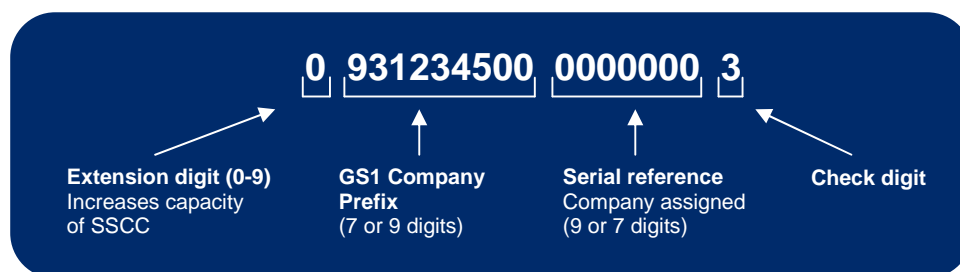 0 931234500 0000000 3
Extension digit (0-9)
Increases capacity
of SSCC
GS1 Company
Prefix
(7 or 9 digits)
Serial reference
Company assigned
(9 or 7 digits)
Check digit